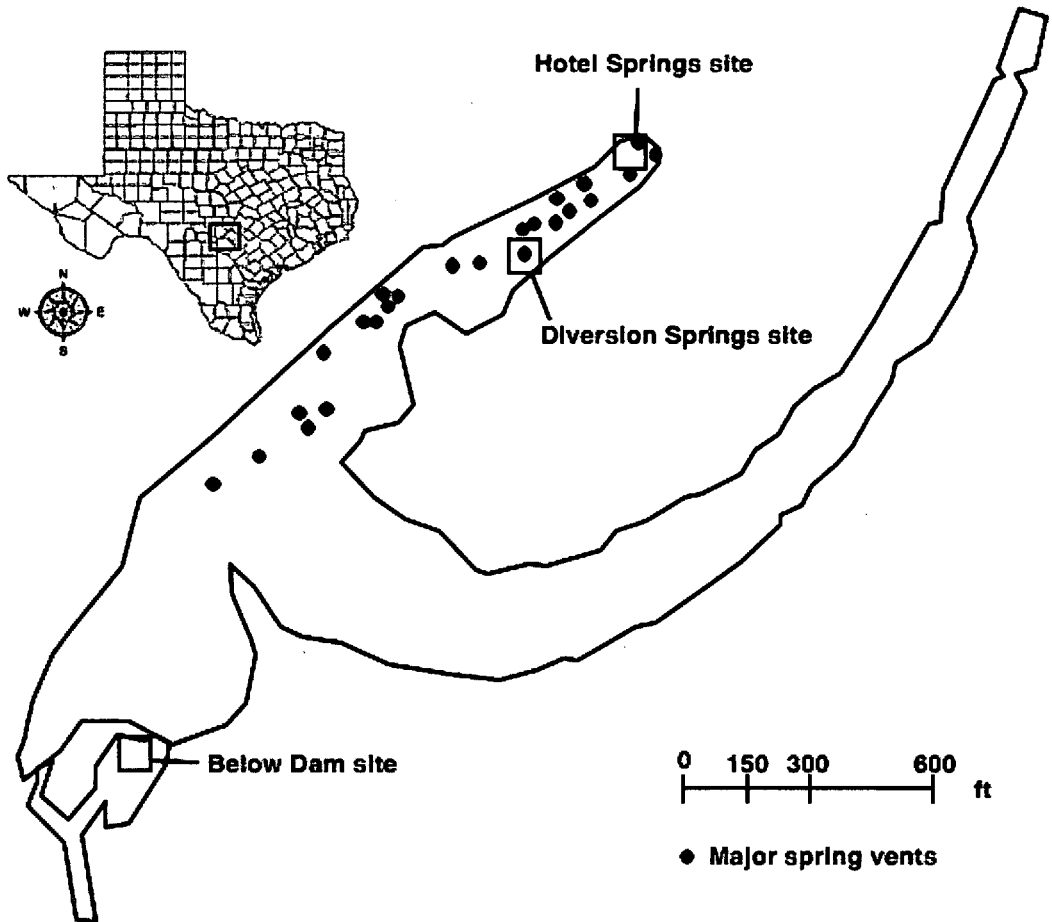 Hotel Springs site
N
W E
S
Diversion Springs site
Below Dam site
0 150 300 600
ft
Major spring vents